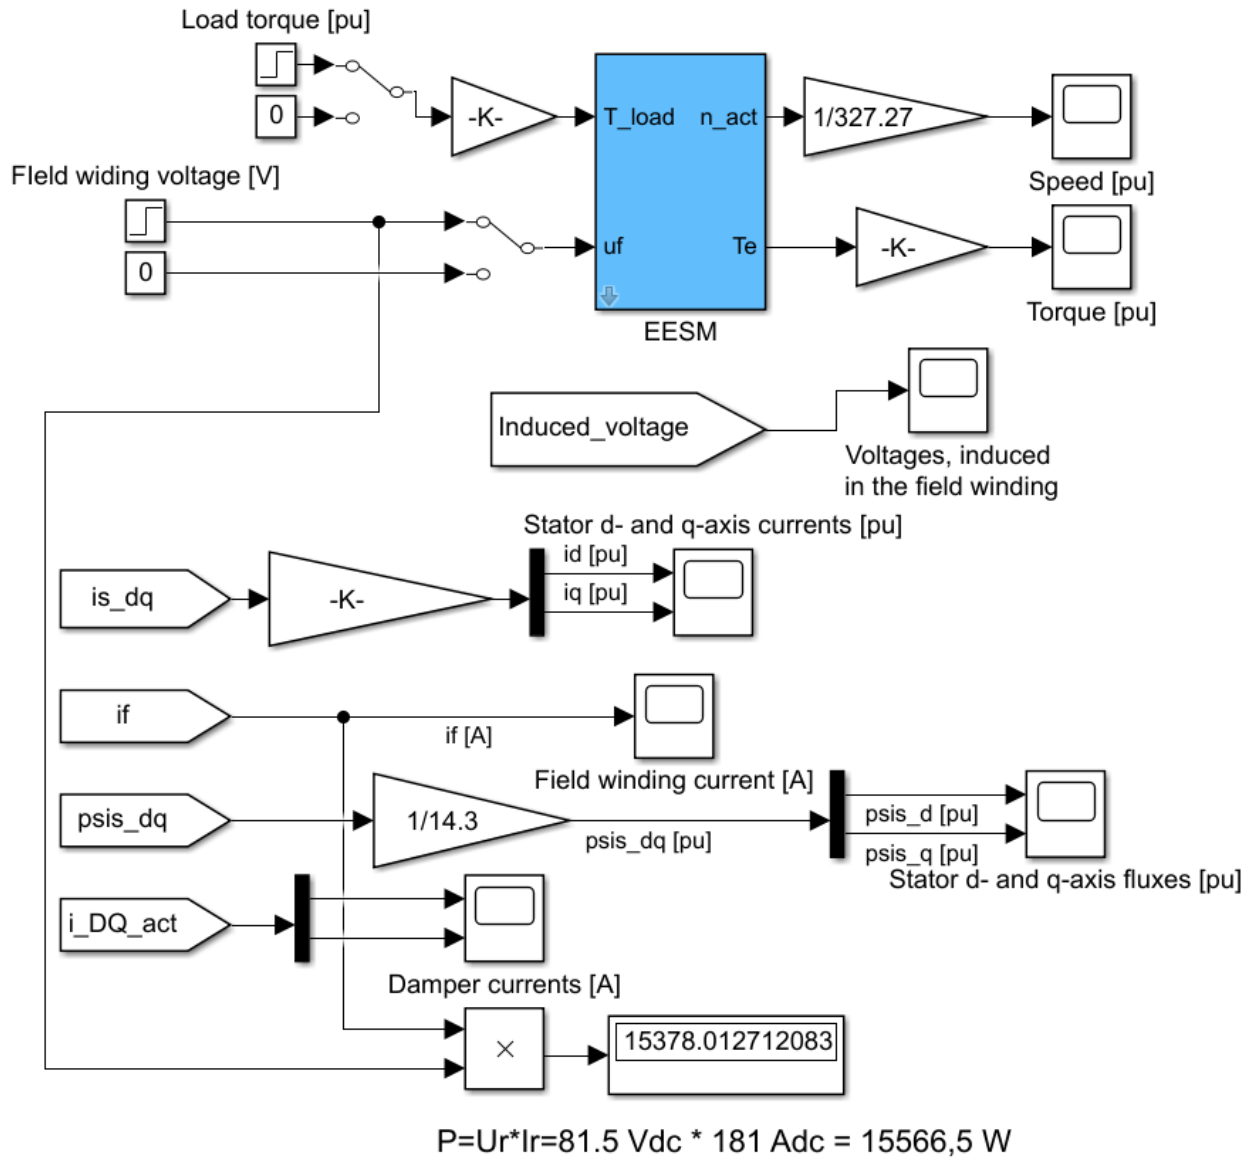 Load torque [pu]
0
-K-
T_load
n_act
1/327.27
Speed [pu]
FIeld widing voltage [V]
0
uf
Te
-K-
EESM
Torque [pu]
Induced_voltage
Voltages, induced
in the field winding
Stator d- and q-axis currents [pu]
is_dq
-K-
id [pu]
iq [pu]
if
if [A]
Field winding current [A]
psis_dq
1/14.3
psis_dq [pu]
psis_d [pu]
psis_q [pu]
Stator d- and q-axis fluxes [pu]
i_DQ_act
Damper currents [A]
×
15378.012712083
P=Ur*Ir=81.5 Vdc * 181 Adc = 15566,5 W